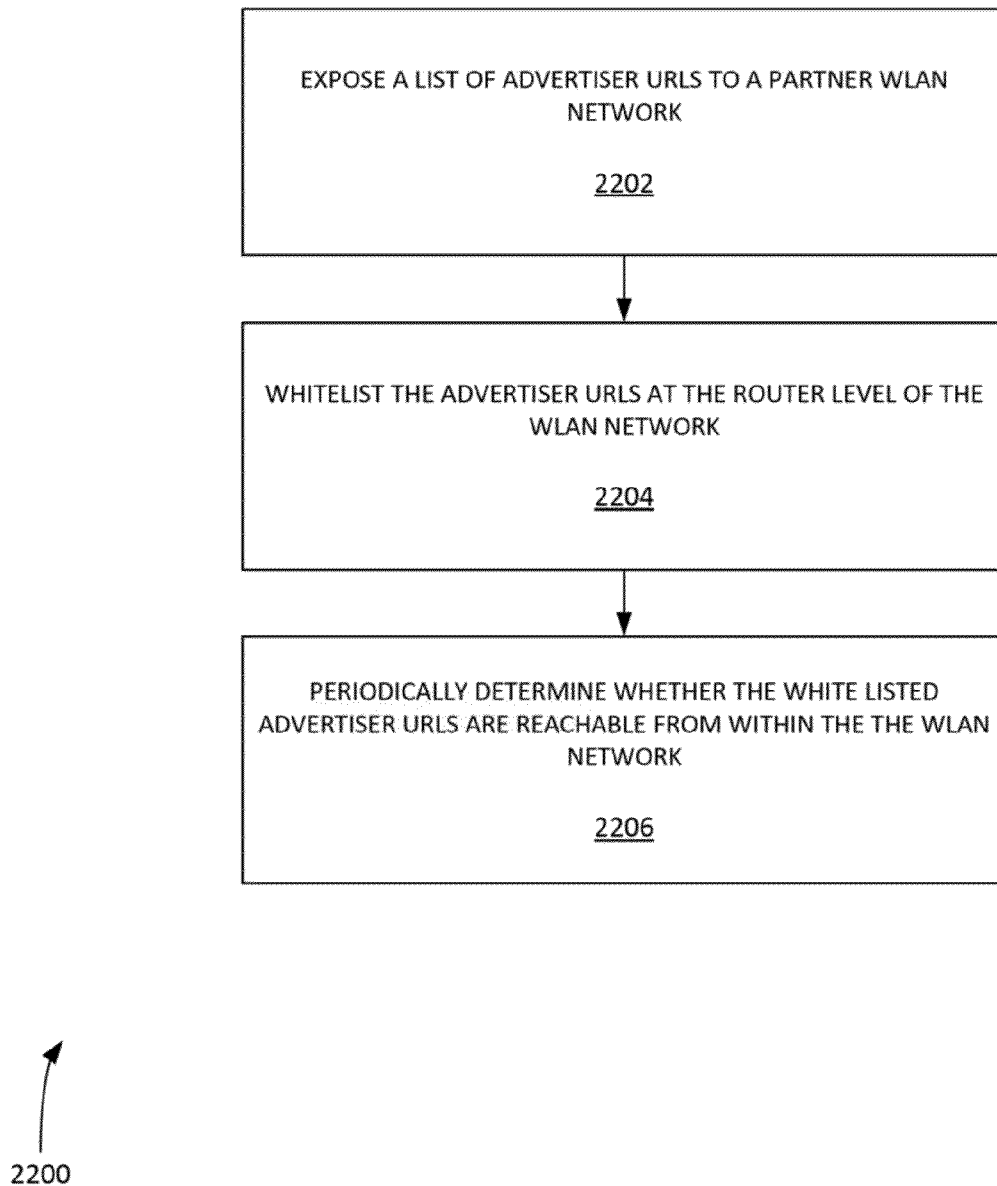 EXPOSE A LIST OF ADVERTISER URLS TO A PARTNER WLAN
NETWORK
2202
WHITELIST THE ADVERTISER URLS AT THE ROUTER LEVEL OF THE
WLAN NETWORK
2204
PERIODICALLY DETERMINE WHETHER THE WHITE LISTED
ADVERTISER URLS ARE REACHABLE FROM WITHIN THE THE WLAN
NETWORK
2206
2200